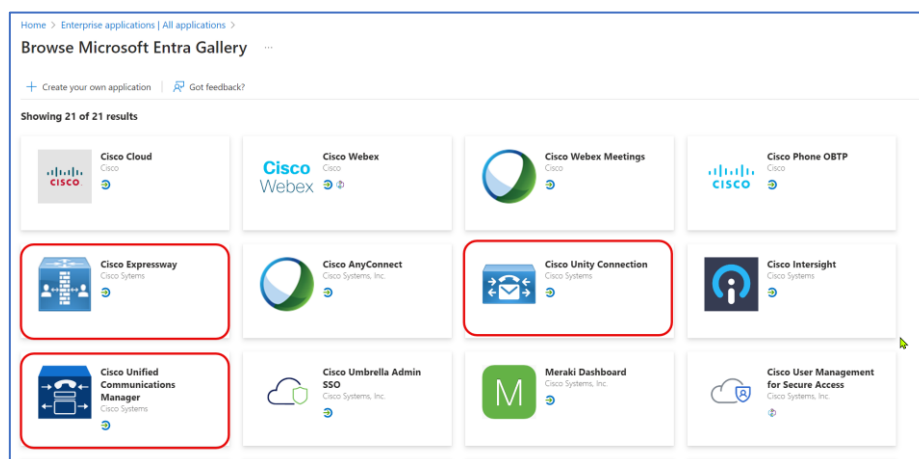 Home > Enterprise applications | All applications >
Browse Microsoft Entra Gallery ...
+ Create your own application | Got feedback?
Showing 21 of 21 results
CISCO
Cisco Cloud
Cisco
Cisco Webex
Cisco Webex
Cisco
Cisco Webex Meetings
Cisco
CISCO
Cisco Phone OBTP
Cisco
Cisco Expressway
Cisco Sytems
Cisco AnyConnect
Cisco Systems, Inc.
Cisco Unity Connection
Cisco Systems
Cisco Intersight
Cisco Systems
Cisco Unified
Communications
Manager
Cisco Systems
Cisco Umbrella Admin
SSO
Cisco Systems, Inc.
M
Meraki Dashboard
Cisco Systems, Inc.
Cisco User Management
for Secure Access
Cisco Systems, Inc.